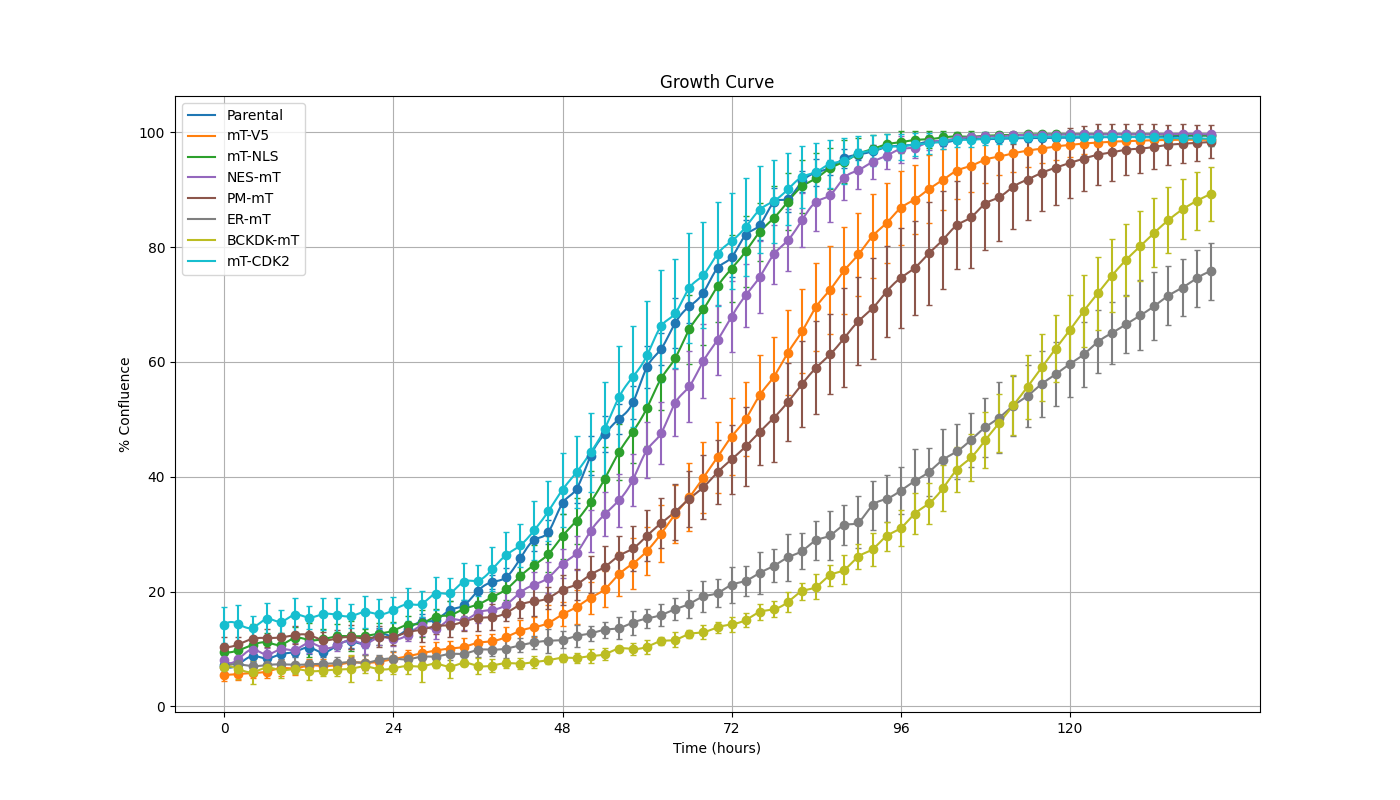 Growth Curve
Parental
mT-V5
mT-NLS
NES-mT
PM-mT
ER-mT
BCKDK-mT
mT-CDK2
100
80
60
40
20
0
% Confluence
0 24 48 72 96 120
Time (hours)